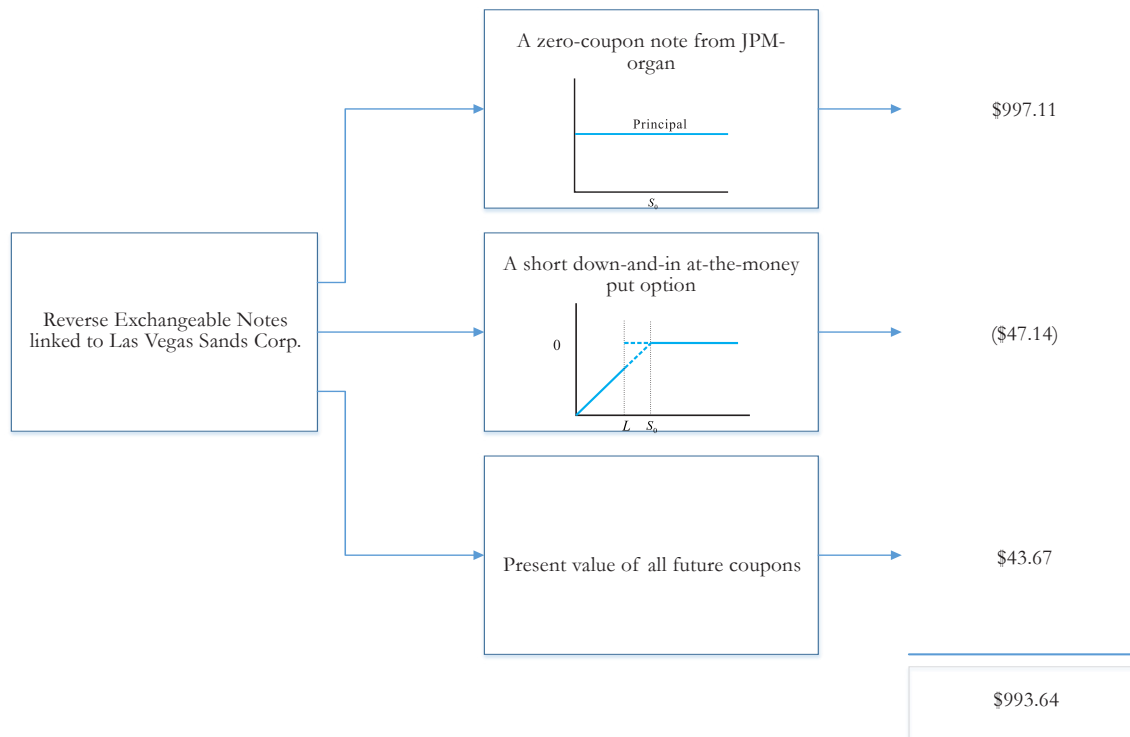 Reverse Exchangeable Notes
linked to Las Vegas Sands Corp.
A zero-coupon note from JPM-
organ
Principal
S₀
$997.11
A short down-and-in at-the-money
put option
0
L S₀
($47.14)
Present value of all future coupons
$43.67
$993.64